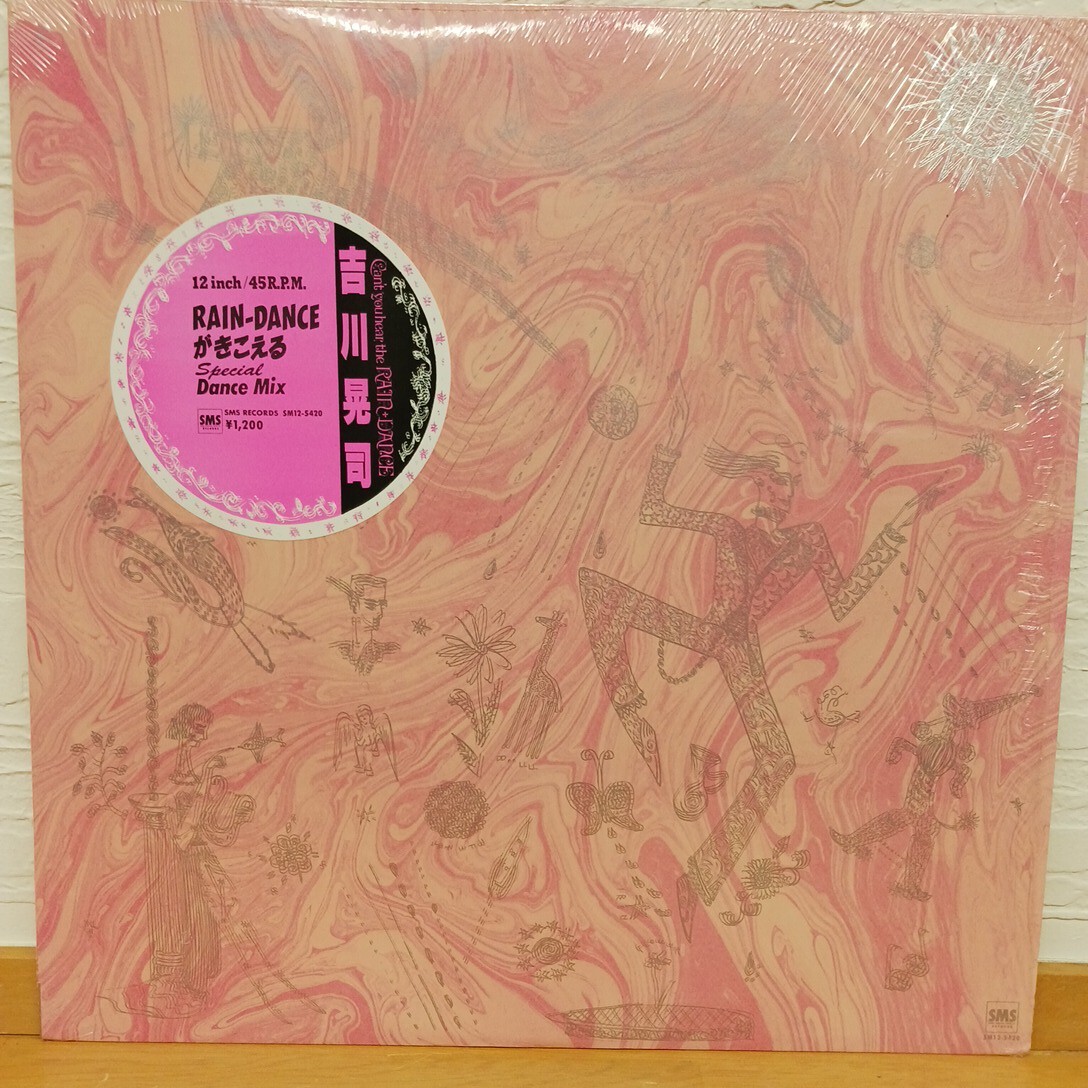 12 inch/45R.P.M.
RAIN-DANCE
がきこえる
Special
Dance Mix
SMS
SMS RECORDS SM12-5420
¥1,200
吉川晃司
Can't you hear the RAIN-DANCE
SMS
RECORDS
SM12-5420